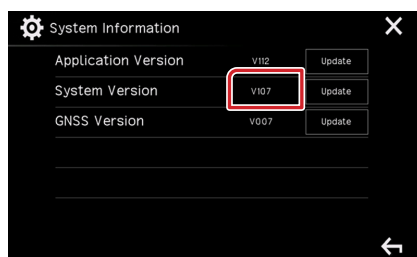 System Information
Application Version V112 Update
System Version V107 Update
GNSS Version V007 Update